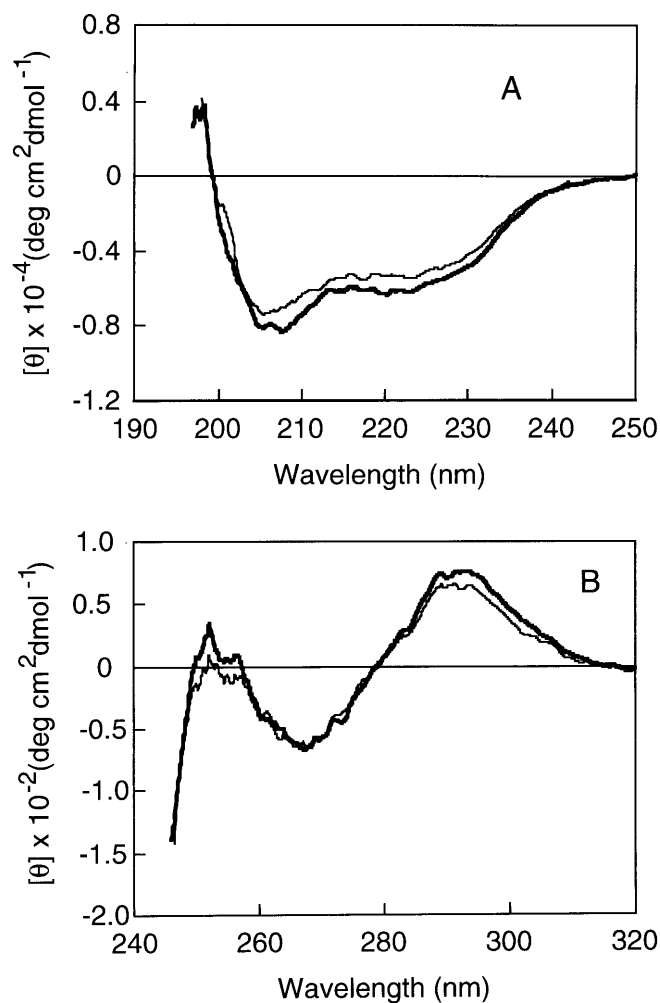 0.8
A
0.4
0
-0.4
-0.8
-1.2
[θ] x 10⁻⁴(deg cm²dmol⁻¹)
190 200 210 220 230 240 250
Wavelength (nm)
1.0
B
0.5
0
-0.5
-1.0
-1.5
-2.0
[θ] x 10⁻²(deg cm²dmol⁻¹)
240 260 280 300 320
Wavelength (nm)